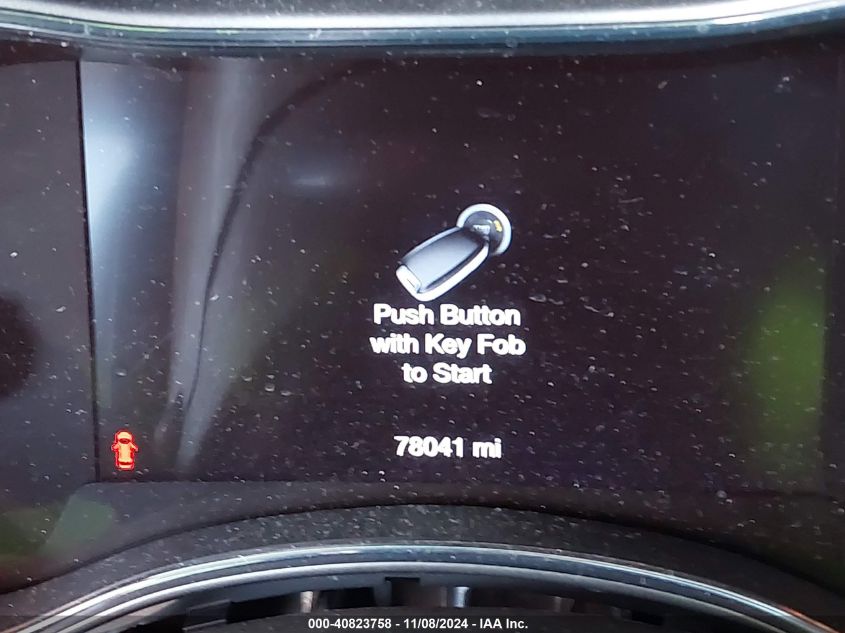 Push Button
with Key Fob
to Start
78041 mi
000-40823758 - 11/08/2024 - IAA Inc.